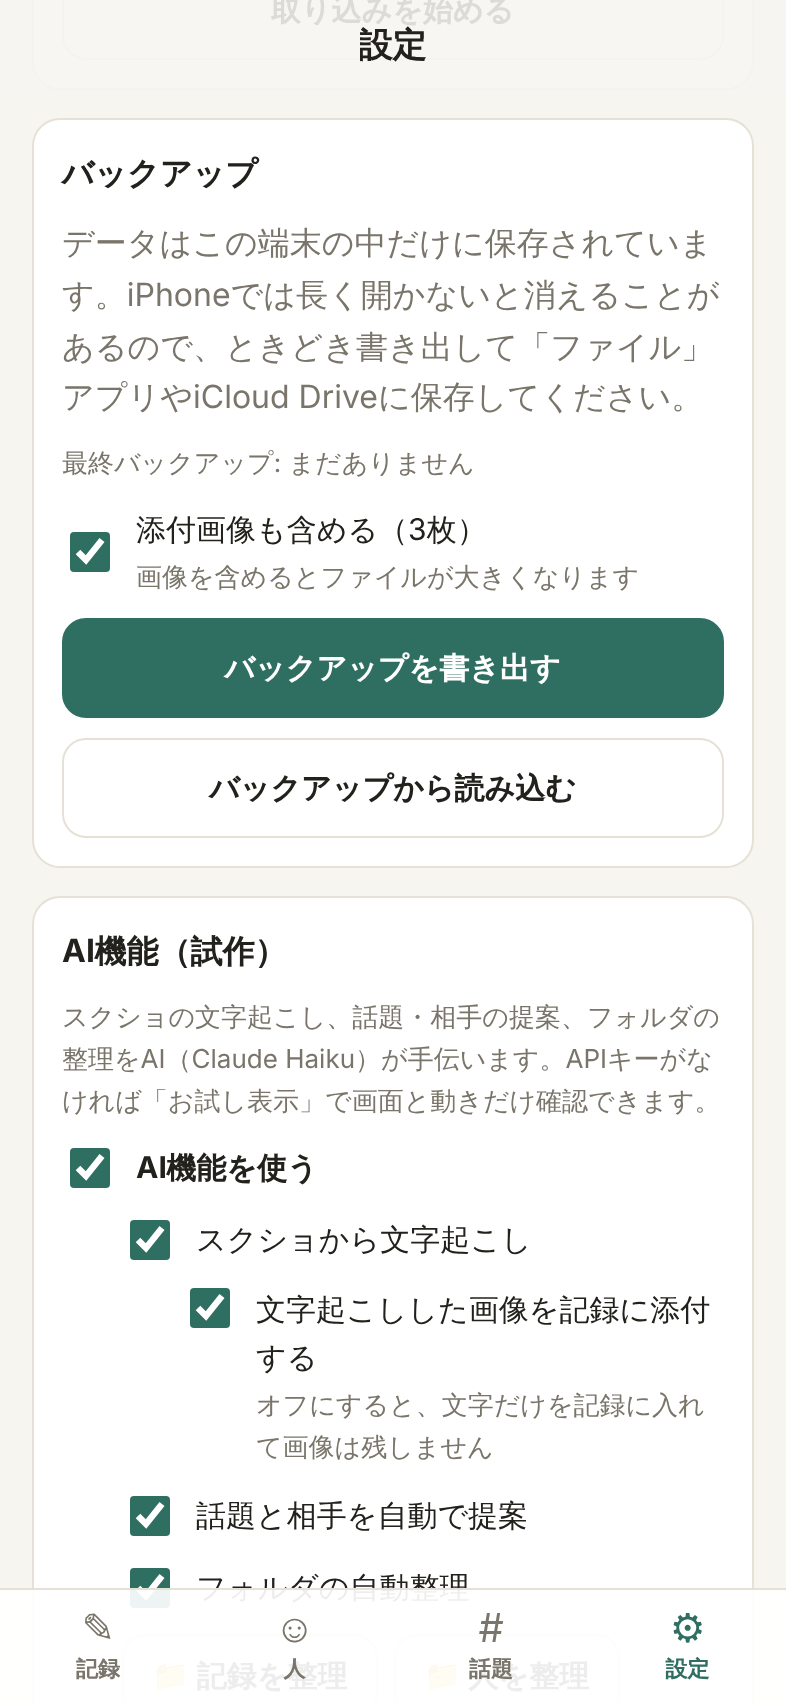 取り込みを始める
設定
バックアップ
データはこの端末の中だけに保存されていま
す。iPhoneでは長く開かないと消えることが
あるので、ときどき書き出して「ファイル」
アプリやiCloud Driveに保存してください。
最終バックアップ: まだありません
添付画像も含める（3枚）
画像を含めるとファイルが大きくなります
バックアップを書き出す
バックアップから読み込む
AI機能（試作）
スクショの文字起こし、話題・相手の提案、フォルダの
整理をAI（Claude Haiku）が手伝います。APIキーがな
ければ「お試し表示」で画面と動きだけ確認できます。
AI機能を使う
スクショから文字起こし
文字起こしした画像を記録に添付
する
オフにすると、文字だけを記録に入れ
て画像は残しません
話題と相手を自動で提案
フォルダの自動整理
記録を整理
人を整理
記録
人
# 
話題
設定